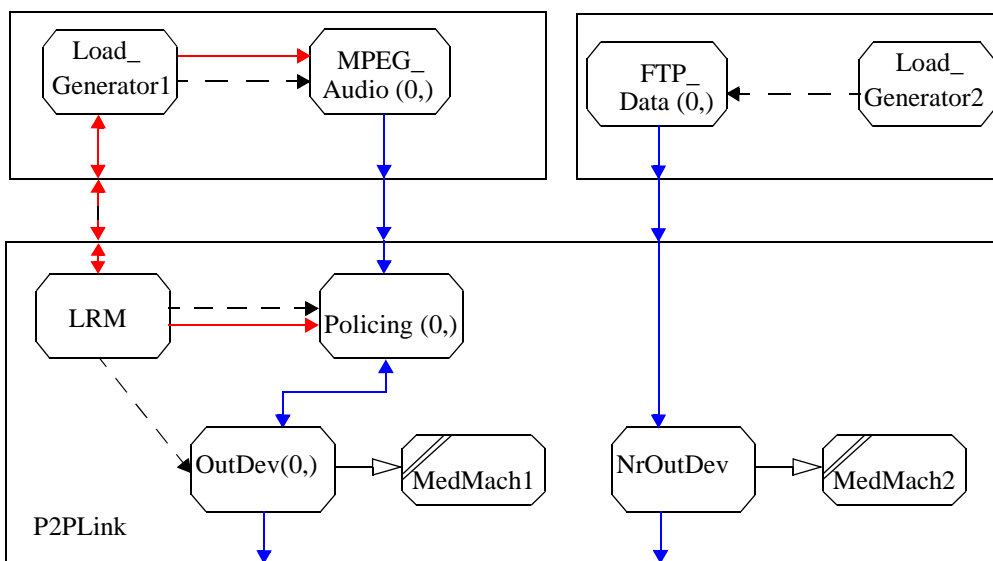 Load_
Generator1
MPEG_
Audio (0,)
FTP_
Data (0,)
Load_
Generator2
LRM
Policing (0,)
OutDev(0,)
MedMach1
NrOutDev
MedMach2
P2PLink